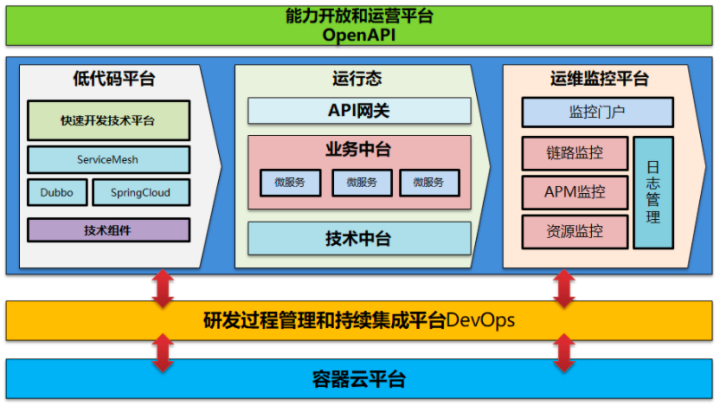 能力开放和运营平台
OpenAPI
低代码平台
快速开发技术平台
ServiceMesh
Dubbo
SpringCloud
技术组件
运行态
API网关
业务中台
微服务
微服务
微服务
技术中台
运维监控平台
监控门户
链路监控
APM监控
资源监控
日志管理
研发过程管理和持续集成平台DevOps
容器云平台